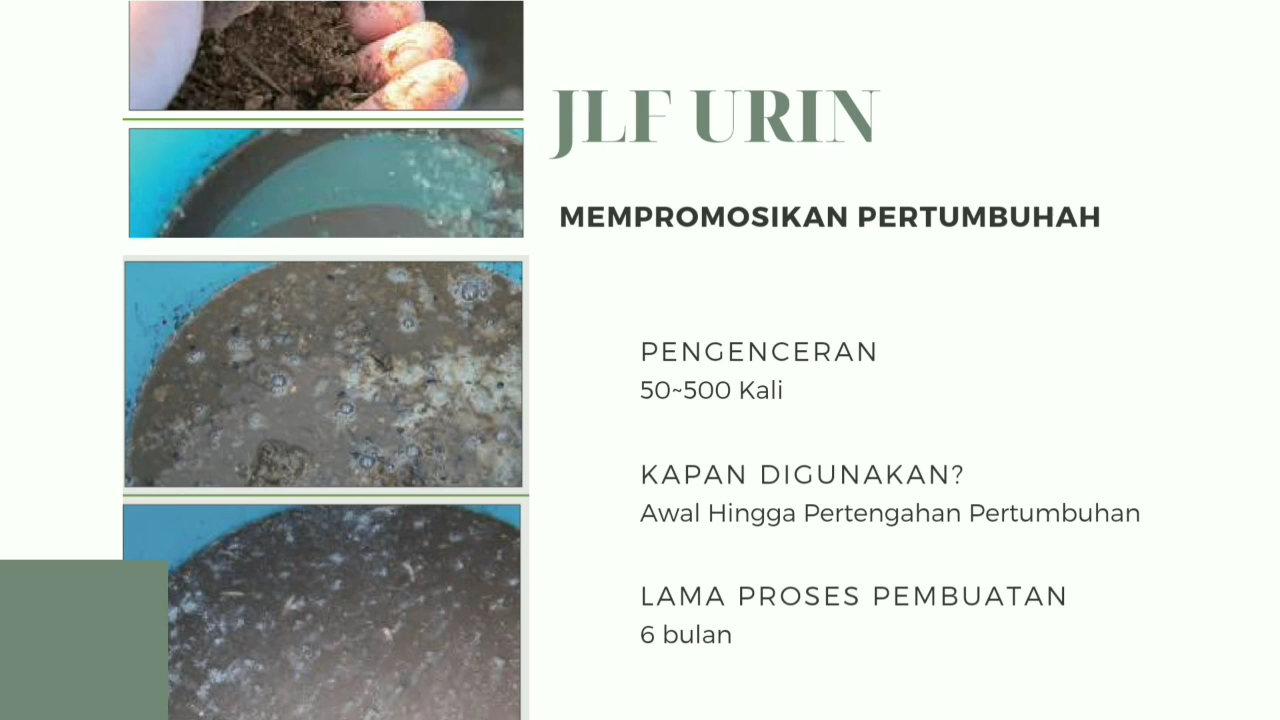 JLF URIN
MEMPROMOSIKAN PERTUMBUHAH
PENGENCERAN
50~500 Kali
KAPAN DIGUNAKAN?
Awal Hingga Pertengahan Pertumbuhan
LAMA PROSES PEMBUATAN
6 bulan